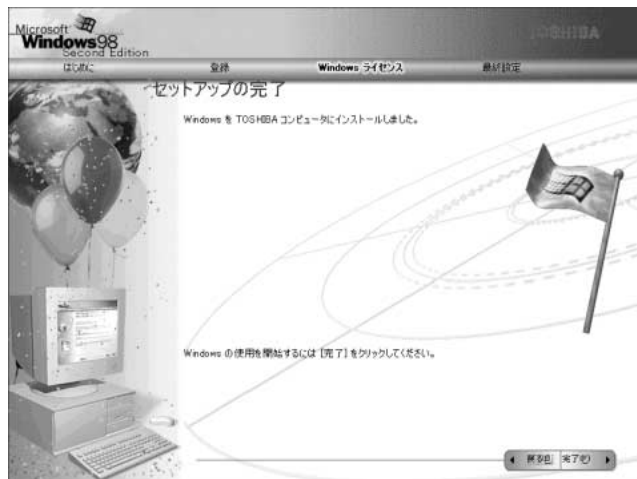 Microsoft
Windows98
Second Edition
TOSHIBA
はじめに 登録 Windows ライセンス 最終設定
セットアップの完了
Windows を TOSHIBA コンピュータにインストールしました。
Windows の使用を開始するには [完了] をクリックしてください。
戻る(B) 完了(F)